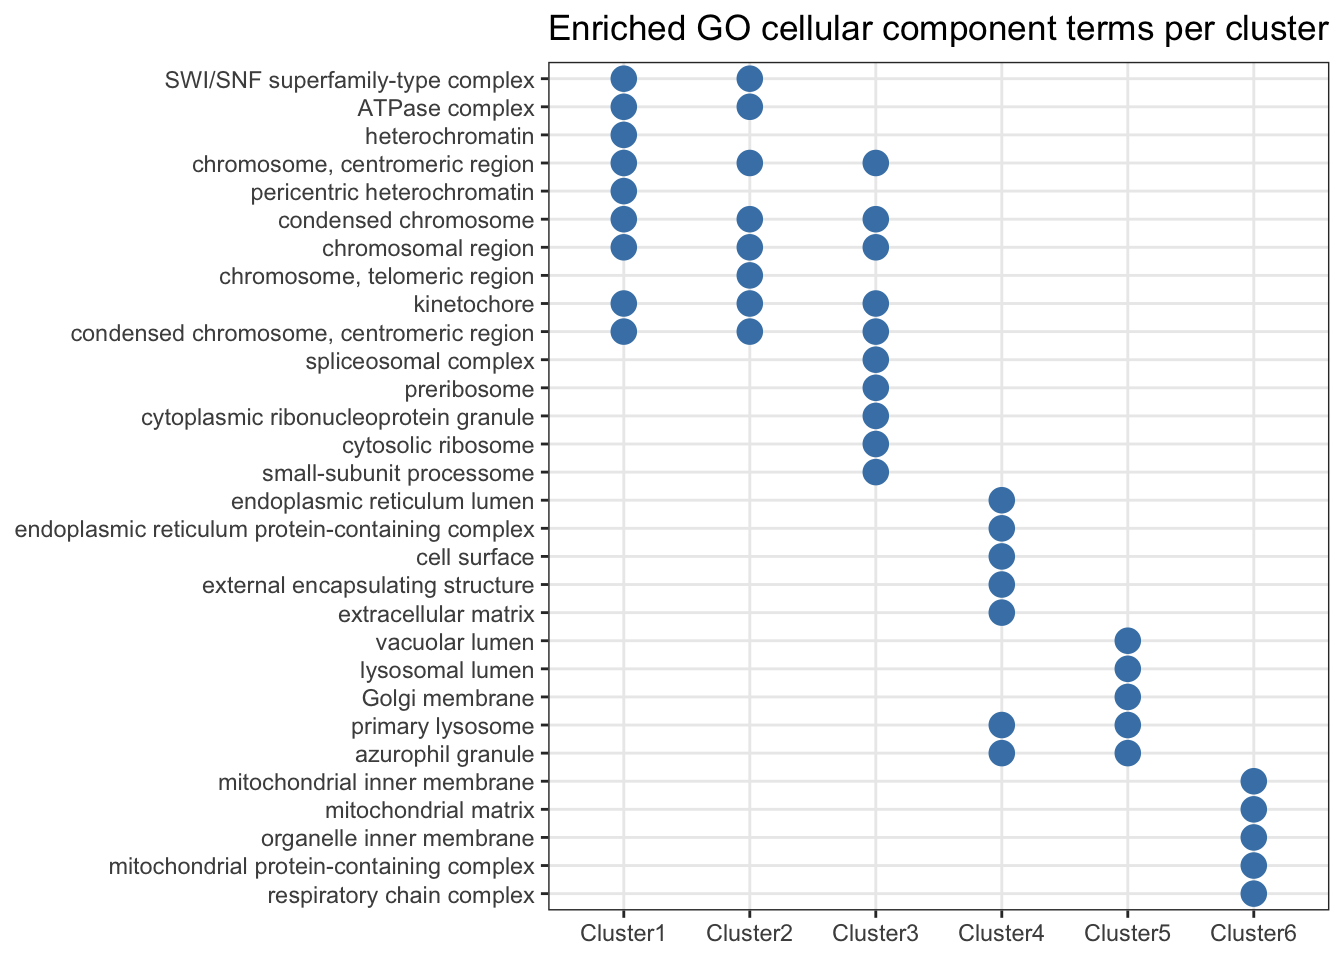 Enriched GO cellular component terms per cluster
SWI/SNF superfamily-type complex
ATPase complex
heterochromatin
chromosome, centromeric region
pericentric heterochromatin
condensed chromosome
chromosomal region
chromosome, telomeric region
kinetochore
condensed chromosome, centromeric region
spliceosomal complex
preribosome
cytoplasmic ribonucleoprotein granule
cytosolic ribosome
small-subunit processome
endoplasmic reticulum lumen
endoplasmic reticulum protein-containing complex
cell surface
external encapsulating structure
extracellular matrix
vacuolar lumen
lysosomal lumen
Golgi membrane
primary lysosome
azurophil granule
mitochondrial inner membrane
mitochondrial matrix
organelle inner membrane
mitochondrial protein-containing complex
respiratory chain complex
Cluster1 Cluster2 Cluster3 Cluster4 Cluster5 Cluster6